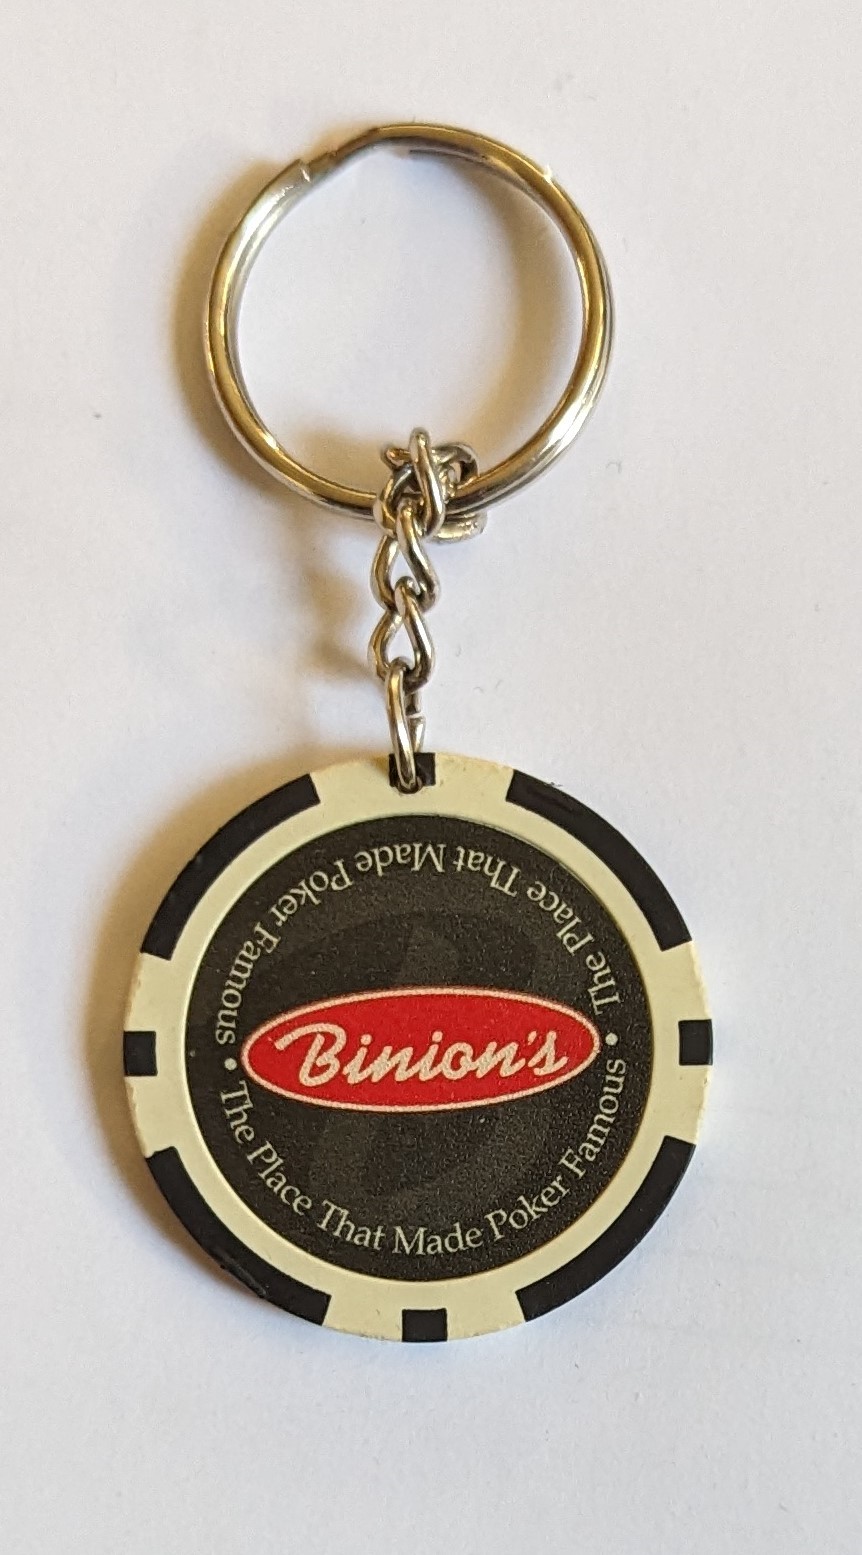 The Place That Made Poker Famous •
Binion's
The Place That Made Poker Famous •